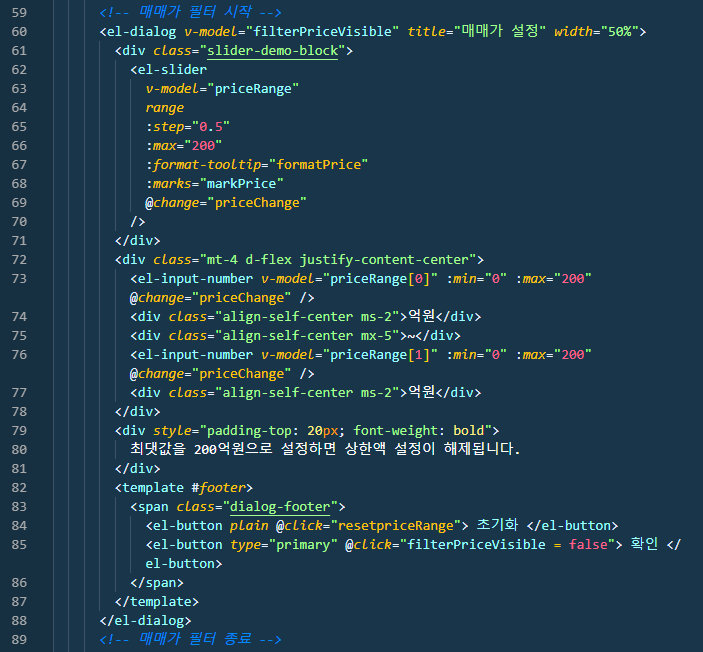 59 <!-- 매매가 필터 시작 -->
60 <el-dialog v-model="filterPriceVisible" title="매매가 설정" width="50%">
61 <div class="slider-demo-block">
62 <el-slider
63 v-model="priceRange"
64 range
65 :step="0.5"
66 :max="200"
67 :format-tooltip="formatPrice"
68 :marks="markPrice"
69 @change="priceChange"
70 />
71 </div>
72 <div class="mt-4 d-flex justify-content-center">
73 <el-input-number v-model="priceRange[0]" :min="0" :max="200"
@change="priceChange" />
74 <div class="align-self-center ms-2">억원</div>
75 <div class="align-self-center mx-5">~</div>
76 <el-input-number v-model="priceRange[1]" :min="0" :max="200"
@change="priceChange" />
77 <div class="align-self-center ms-2">억원</div>
78 </div>
79 <div style="padding-top: 20px; font-weight: bold">
80 최댓값을 200억원으로 설정하면 상한액 설정이 해제됩니다.
81 </div>
82 <template #footer>
83 <span class="dialog-footer">
84 <el-button plain @click="resetpriceRange"> 초기화 </el-button>
85 <el-button type="primary" @click="filterPriceVisible = false"> 확인 </
el-button>
86 </span>
87 </template>
88 </el-dialog>
89 <!-- 매매가 필터 종료 -->